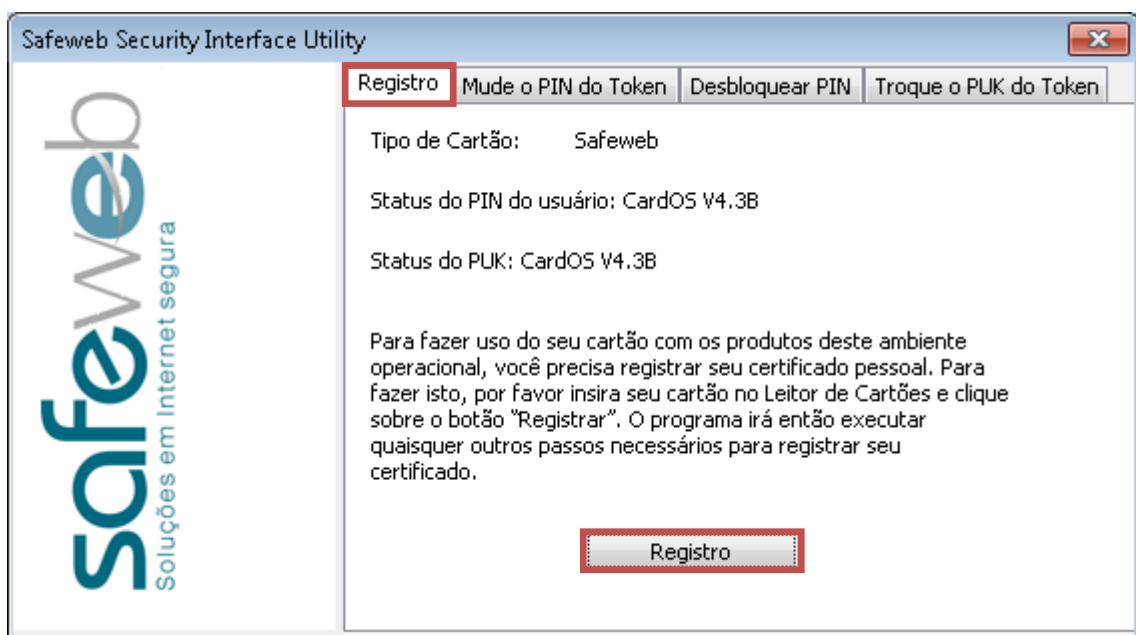 Safeweb Security Interface Utility
safeweb
Soluções em Internet segura
Registro Mude o PIN do Token Desbloquear PIN Troque o PUK do Token
Tipo de Cartão: Safeweb
Status do PIN do usuário: CardOS V4.3B
Status do PUK: CardOS V4.3B
Para fazer uso do seu cartão com os produtos deste ambiente
operacional, você precisa registrar seu certificado pessoal. Para
fazer isto, por favor insira seu cartão no Leitor de Cartões e clique
sobre o botão "Registrar". O programa irá então executar
quaisquer outros passos necessários para registrar seu
certificado.
Registro